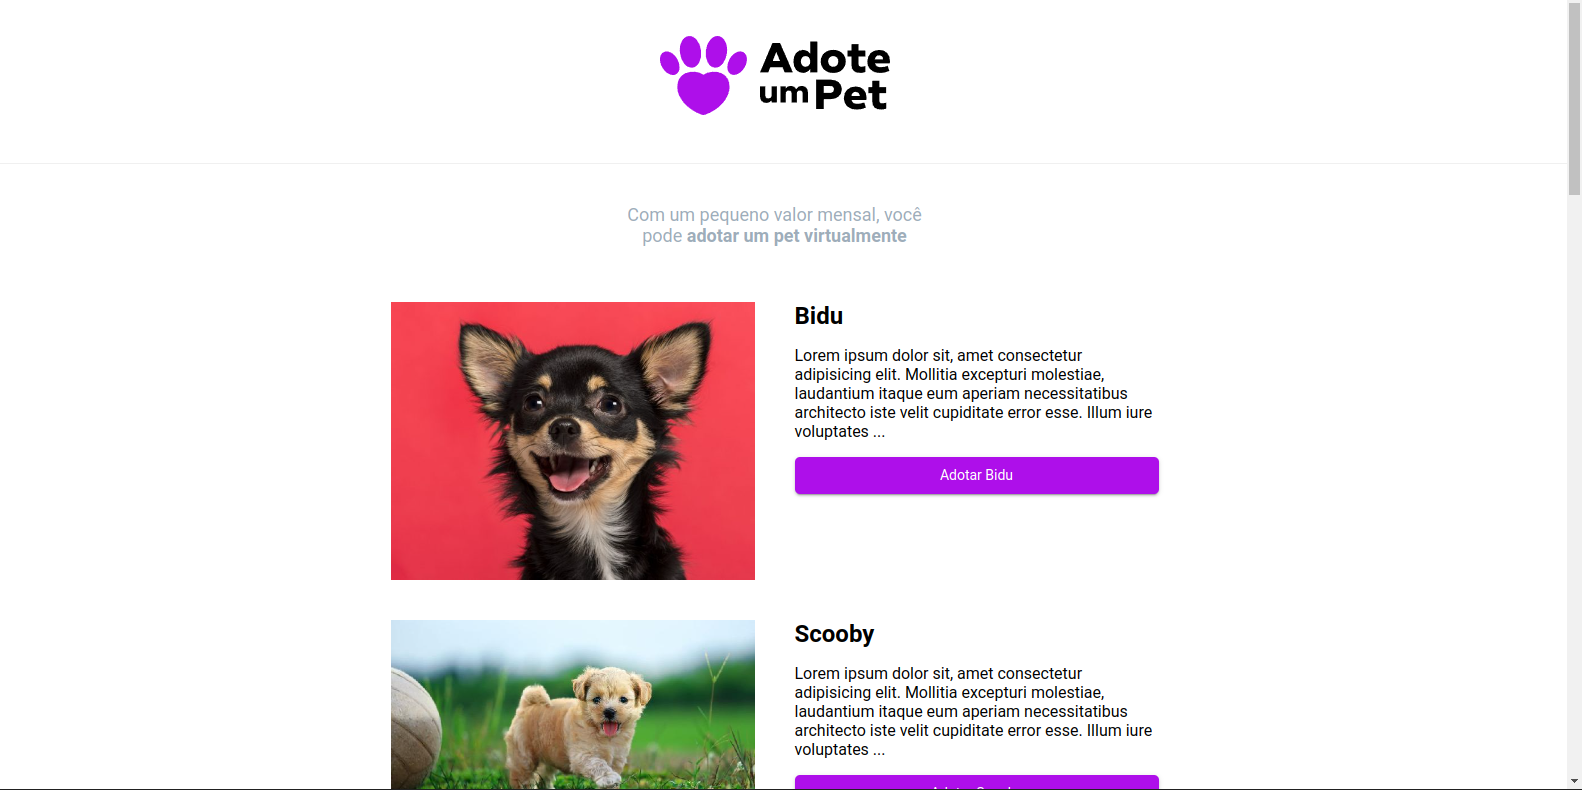 Adote
um Pet
Com um pequeno valor mensal, você
pode adotar um pet virtualmente
Bidu
Lorem ipsum dolor sit, amet consectetur
adipisicing elit. Mollitia excepturi molestiae,
laudantium itaque eum aperiam necessitatibus
architecto iste velit cupiditate error esse. Illum iure
voluptates ...
Adotar Bidu
Scooby
Lorem ipsum dolor sit, amet consectetur
adipisicing elit. Mollitia excepturi molestiae,
laudantium itaque eum aperiam necessitatibus
architecto iste velit cupiditate error esse. Illum iure
voluptates ...